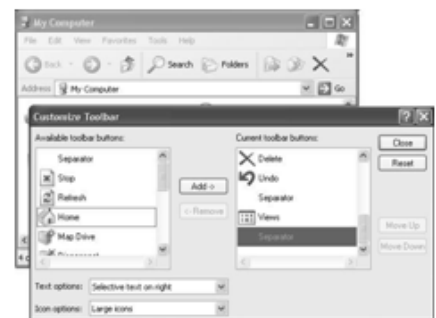 My Computer
File Edit View Favorites Tools Help
Back Search Folders
Address My Computer Go
Customize Toolbar
Available toolbar buttons: Current toolbar buttons:
Separator
Stop
Refresh
Home
Map Drive
Add ->
<- Remove
Delete
Undo
Separator
Views
Separator
Close
Reset
Move Up
Move Down
Text options: Selective text on right
Icon options: Large icons